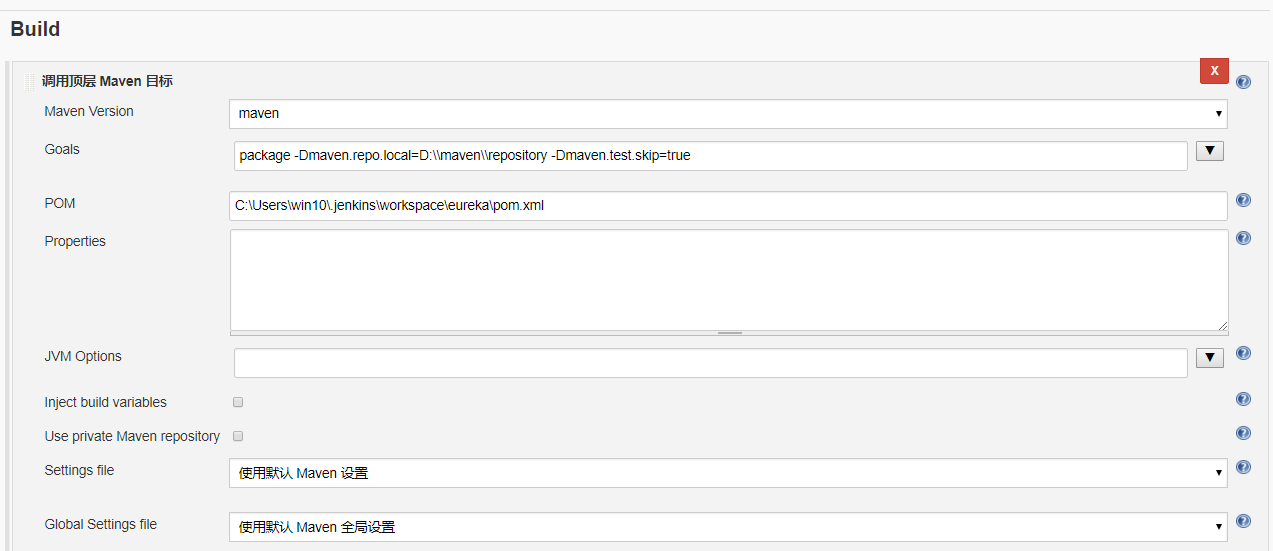 Build
调用顶层 Maven 目标
X
Maven Version
maven
Goals
package -Dmaven.repo.local=D:\\maven\\repository -Dmaven.test.skip=true
POM
C:\Users\win10\.jenkins\workspace\eureka\pom.xml
Properties
JVM Options
Inject build variables
Use private Maven repository
Settings file
使用默认 Maven 设置
Global Settings file
使用默认 Maven 全局设置